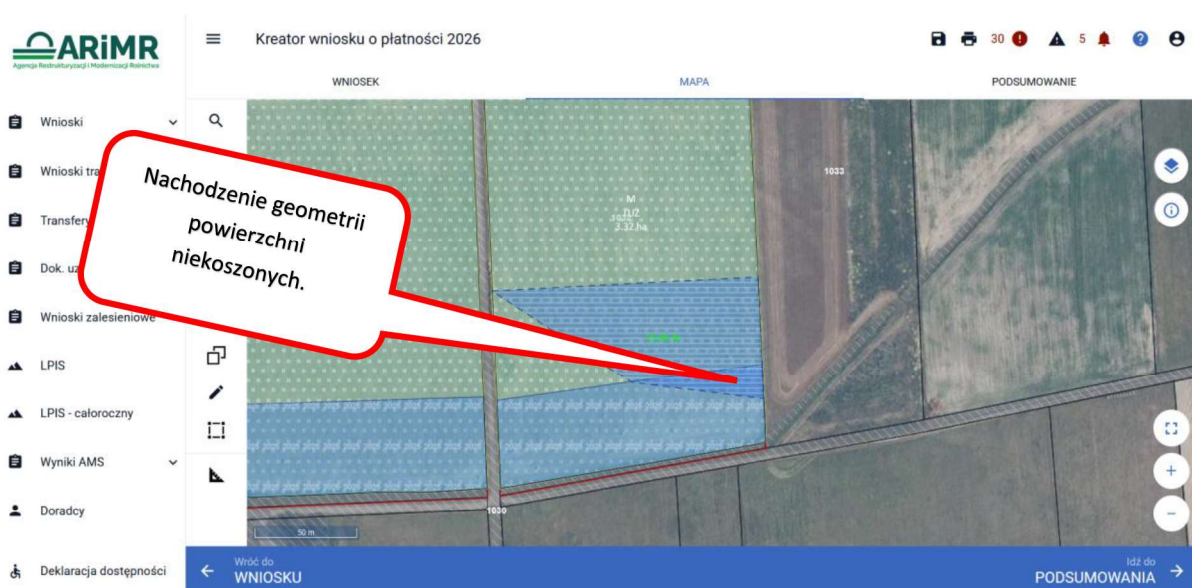 ARiMR
Agencja Restrukturyzacji i Modernizacji Rolnictwa
Kreator wniosku o płatności 2026
30
5
WNIOSEK
MAPA
PODSUMOWANIE
Wnioski
Wnioski tra
Transfery
Dok. uz
Wnioski zalesieniowe
LPIS
LPIS - całoroczny
Wyniki AMS
Doradcy
Deklaracja dostępności
Nachodzenie geometrii
powierzchni
niekoszonych.
1033
M
3.32 ha
1030
50 m
Wróć do
WNIOSKU
Idź do
PODSUMOWANIA